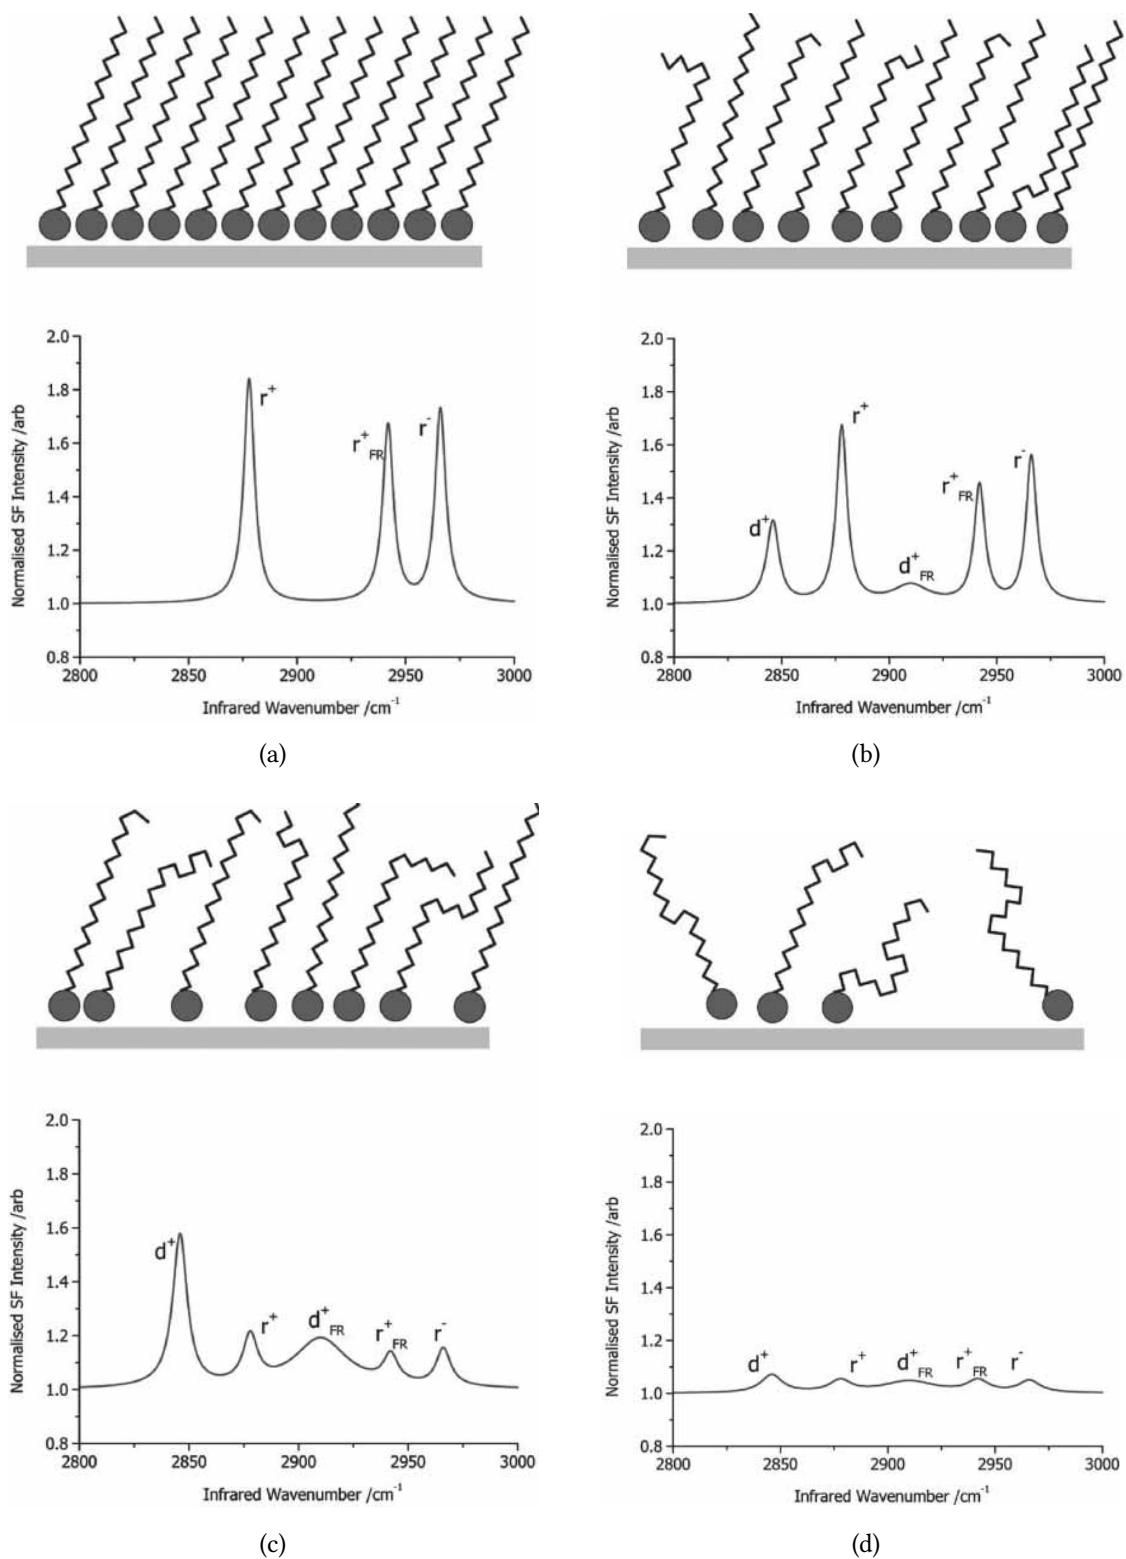 2.0
1.8
1.6
1.4
1.2
1.0
0.8
Normalised SF Intensity /arb
r⁺
r⁺FR
r⁻
2800 2850 2900 2950 3000
Infrared Wavenumber /cm⁻¹
(a)
2.0
1.8
1.6
1.4
1.2
1.0
0.8
Normalised SF Intensity /arb
d⁺
r⁺
d⁺FR
r⁺FR
r⁻
2800 2850 2900 2950 3000
Infrared Wavenumber /cm⁻¹
(b)
2.0
1.8
1.6
1.4
1.2
1.0
0.8
Normalised SF Intensity /arb
d⁺
r⁺
d⁺FR
r⁺FR
r⁻
2800 2850 2900 2950 3000
Infrared Wavenumber /cm⁻¹
(c)
2.0
1.8
1.6
1.4
1.2
1.0
0.8
Normalised SF Intensity /arb
d⁺
r⁺
d⁺FR
r⁺FR
r⁻
2800 2850 2900 2950 3000
Infrared Wavenumber /cm⁻¹
(d)